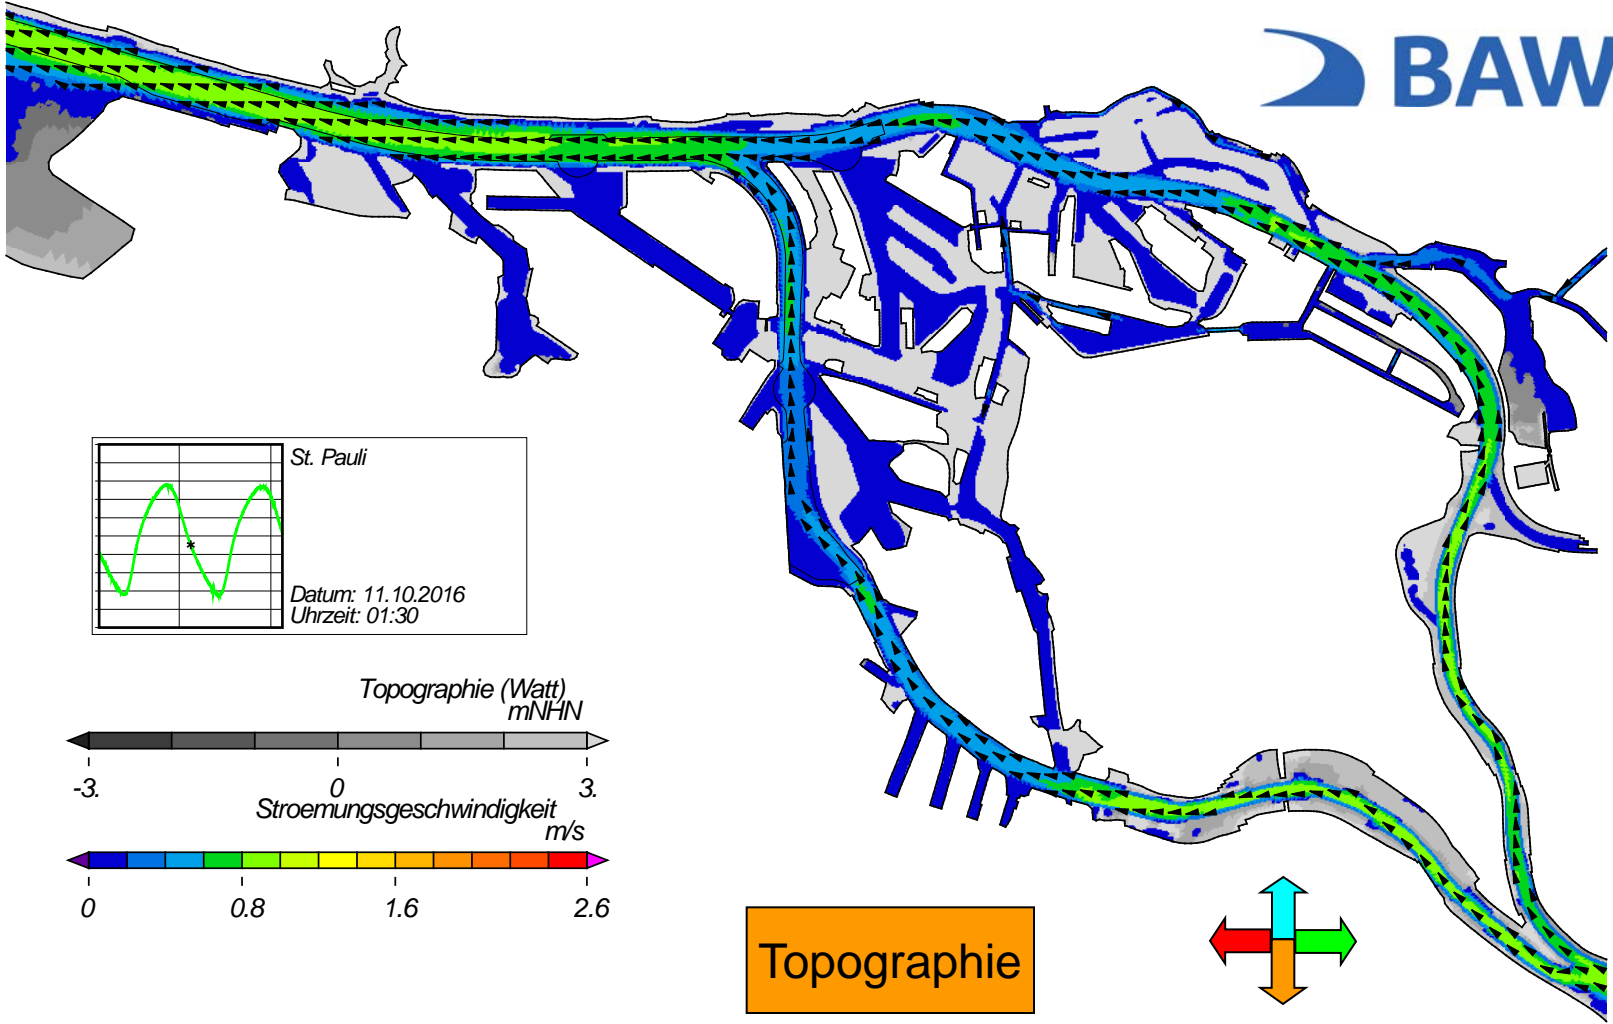 BAW
St. Pauli
Datum: 11.10.2016
Uhrzeit: 01:30
Topographie (Watt)
mNHN
-3. 0 3.
Stroemungsgeschwindigkeit
m/s
0 0.8 1.6 2.6
Topographie